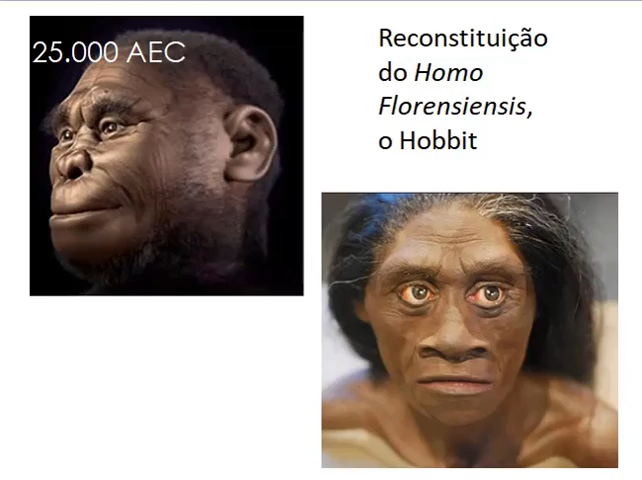 25.000 AEC
Reconstituição
do Homo
Florensiensis,
o Hobbit